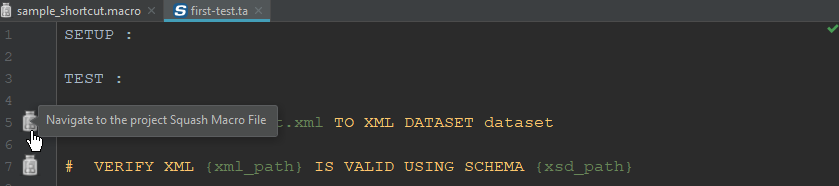 sample_shortcut.macro first-test.ta
1 SETUP :
2
3 TEST :
4
Navigate to the project Squash Macro File
5 t.xml TO XML DATASET dataset
6
7 # VERIFY XML {xml_path} IS VALID USING SCHEMA {xsd_path}